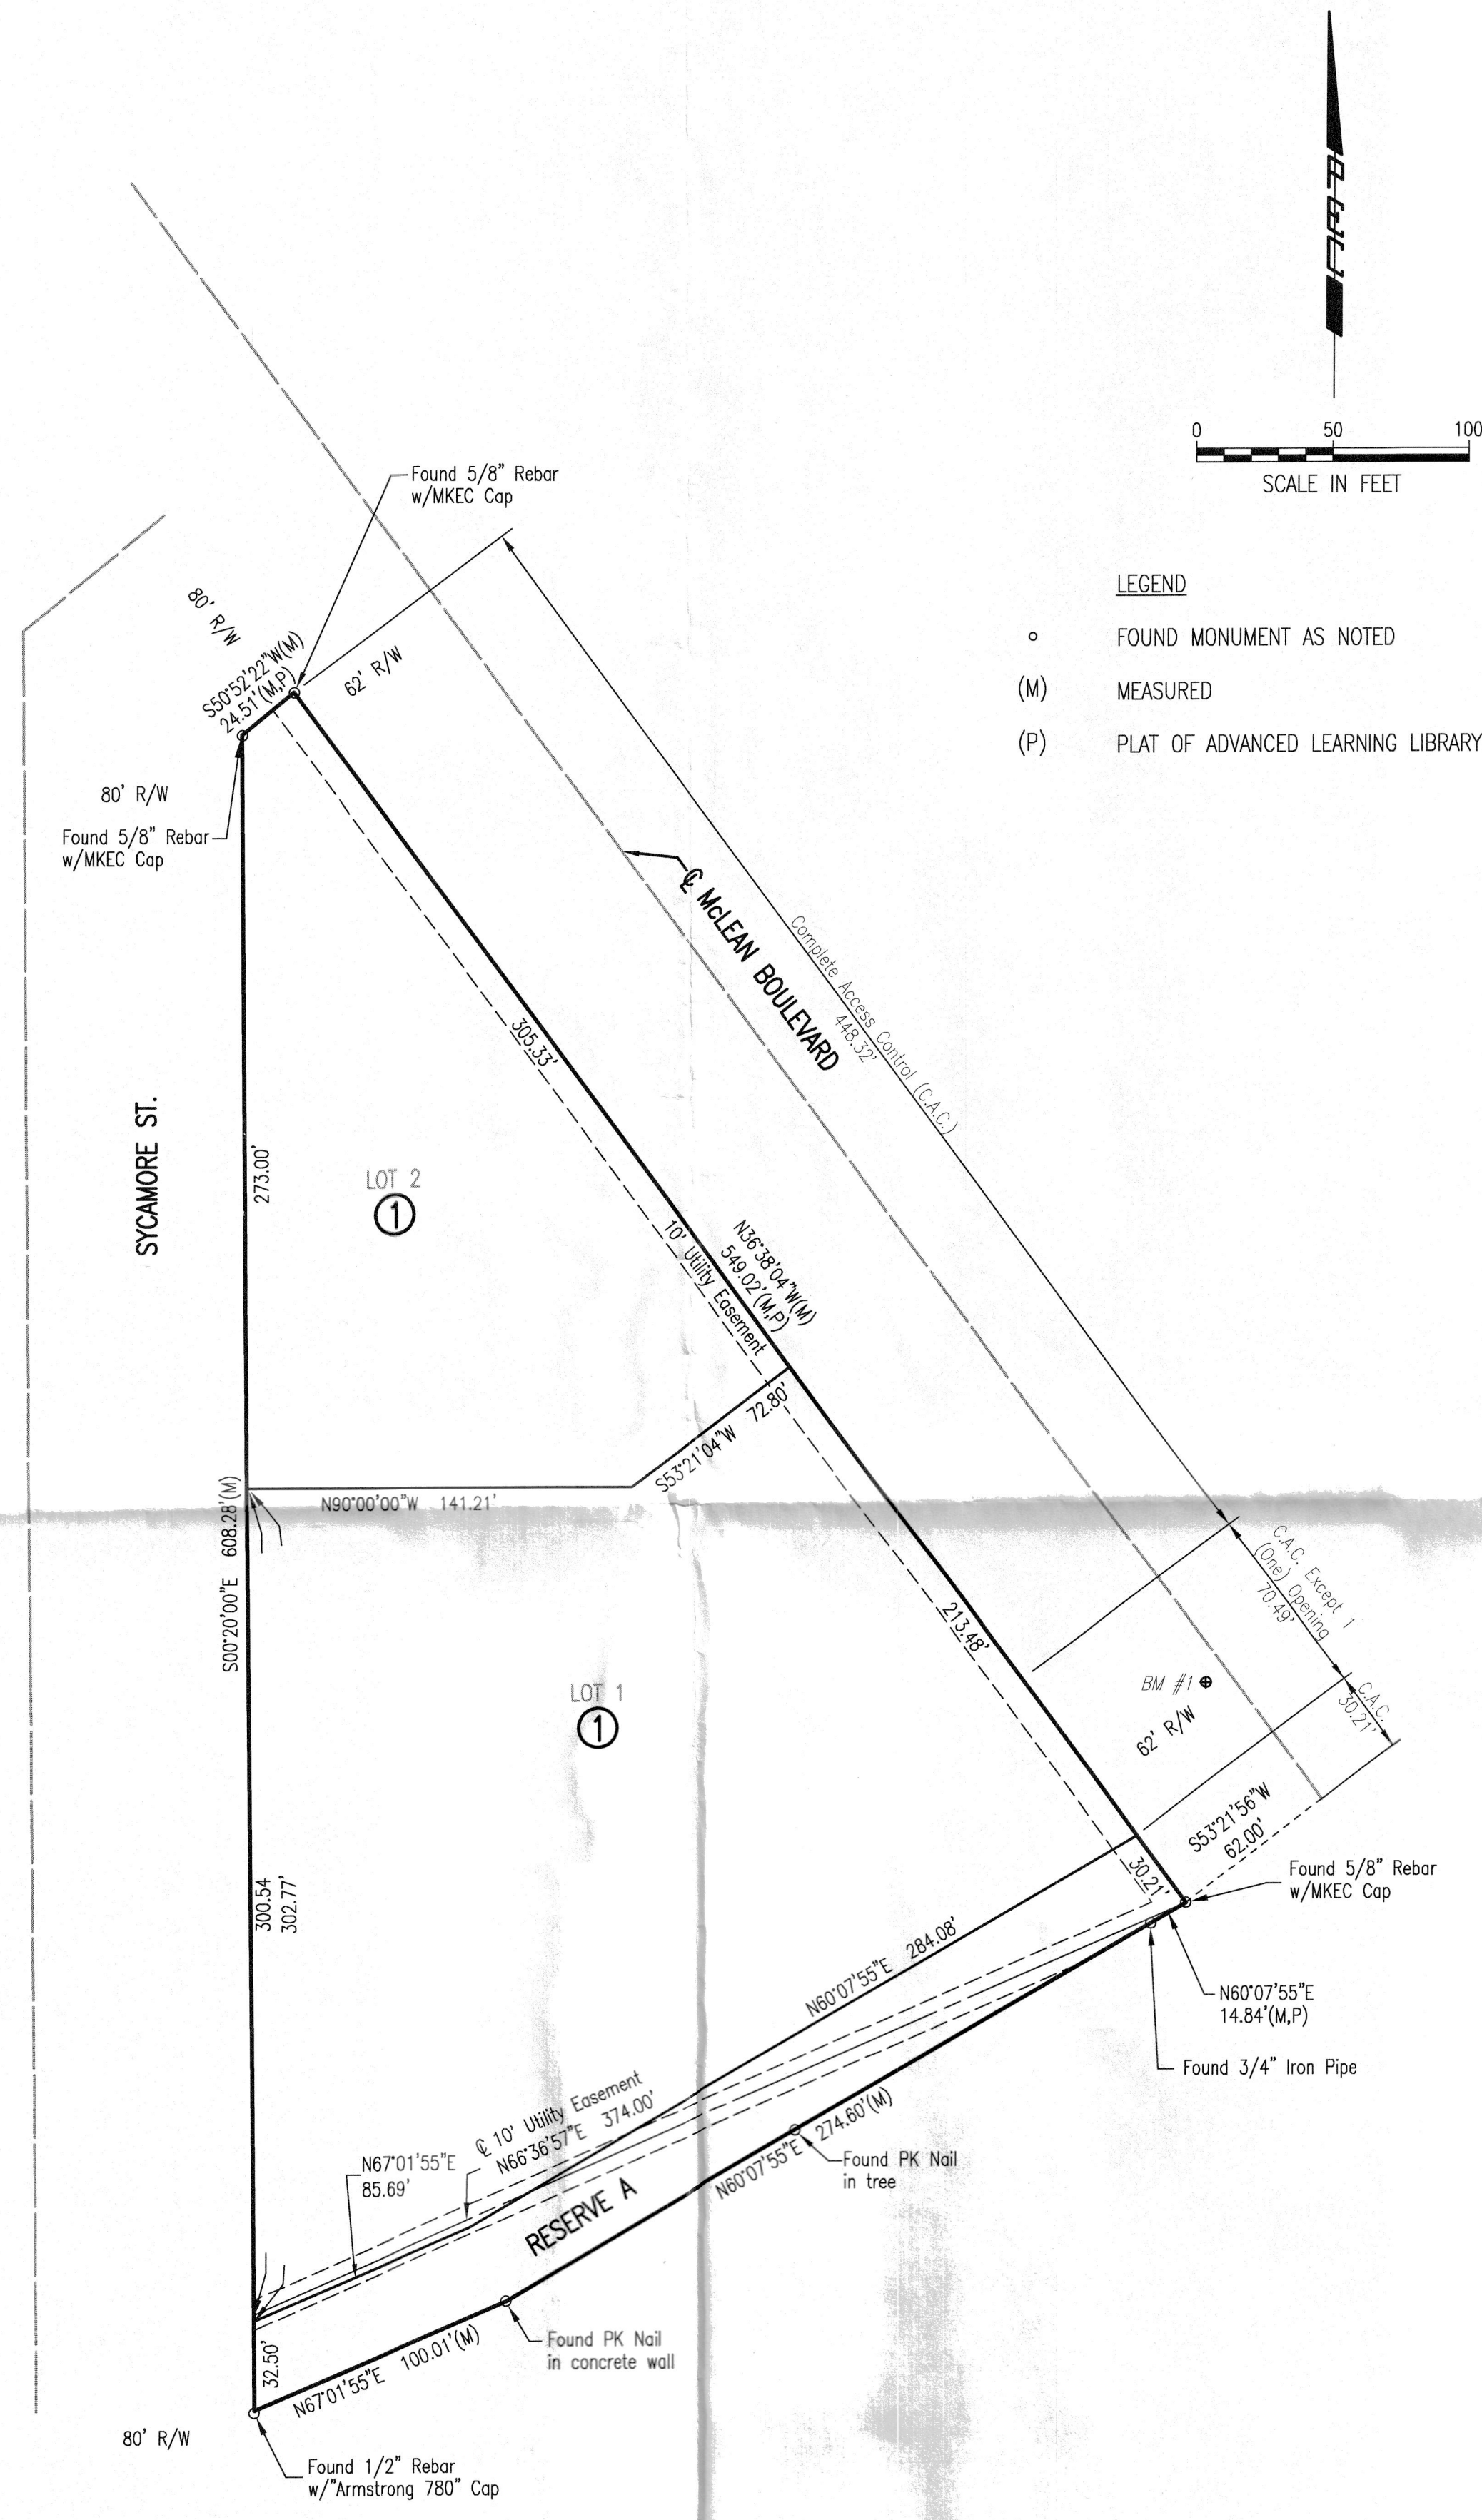 0 50 100
SCALE IN FEET
LEGEND
FOUND MONUMENT AS NOTED
(M) MEASURED
(P) PLAT OF ADVANCED LEARNING LIBRARY
Found 5/8" Rebar
w/MKEC Cap
80' R/W
S50°52'22"W(M)
24.51'(M,P)
62' R/W
80' R/W
Found 5/8" Rebar
w/MKEC Cap
℄ McLEAN BOULEVARD
Complete Access Control (C.A.C.)
448.32'
305.33'
SYCAMORE ST.
273.00'
LOT 2
1
10' Utility Easement
N36°38'04"W(M)
549.02'(M,P)
S53°21'04"W 72.80'
N90°00'00"W 141.21'
S00°20'00"E 608.28'(M)
C.A.C. Except 1
(One) Opening
70.49'
213.48'
LOT 1
1
BM #1
62' R/W
C.A.C.
30.21'
S53°21'56"W
62.00'
30.21'
Found 5/8" Rebar
w/MKEC Cap
300.54
302.77'
N60°07'55"E 284.08'
N60°07'55"E
14.84'(M,P)
Found 3/4" Iron Pipe
℄ 10' Utility Easement
N66°36'57"E 374.00'
N67°01'55"E
85.69'
N60°07'55"E 274.60'(M)
Found PK Nail
in tree
RESERVE A
Found PK Nail
in concrete wall
32.50'
N67°01'55"E 100.01'(M)
80' R/W
Found 1/2" Rebar
w/"Armstrong 780" Cap